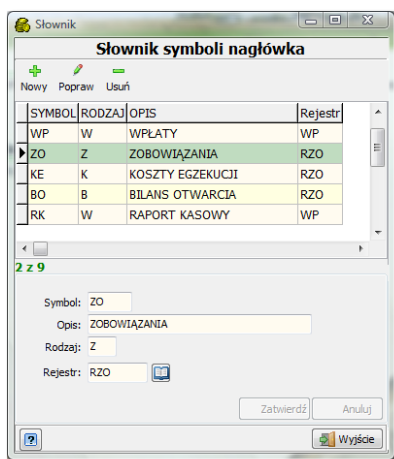 Słownik
Słownik symboli nagłówka
Nowy Popraw Usuń
SYMBOL RODZAJ OPIS Rejestr
WP W WPŁATY WP
ZO Z ZOBOWIĄZANIA RZO
KE K KOSZTY EGZEKUCJI RZO
BO B BILANS OTWARCIA RZO
RK W RAPORT KASOWY WP
2 z 9
Symbol: ZO
Opis: ZOBOWIĄZANIA
Rodzaj: Z
Rejestr: RZO
Zatwierdź Anuluj
? Wyjście